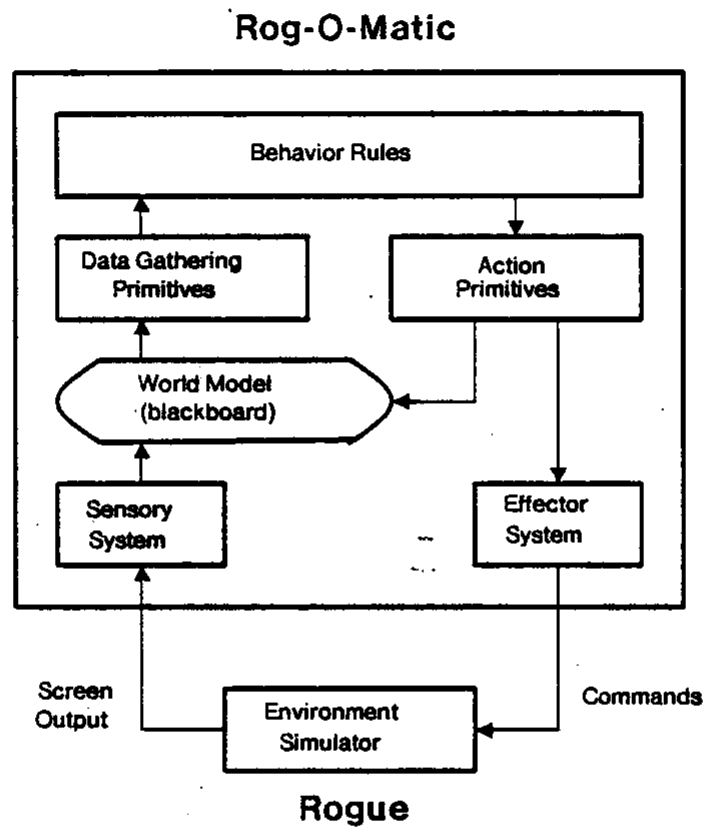 Rog-O-Matic
Behavior Rules
Data Gathering
Primitives
Action
Primitives
World Model
(blackboard)
Sensory
System
Effector
System
Screen
Output
Environment
Simulator
Commands
Rogue